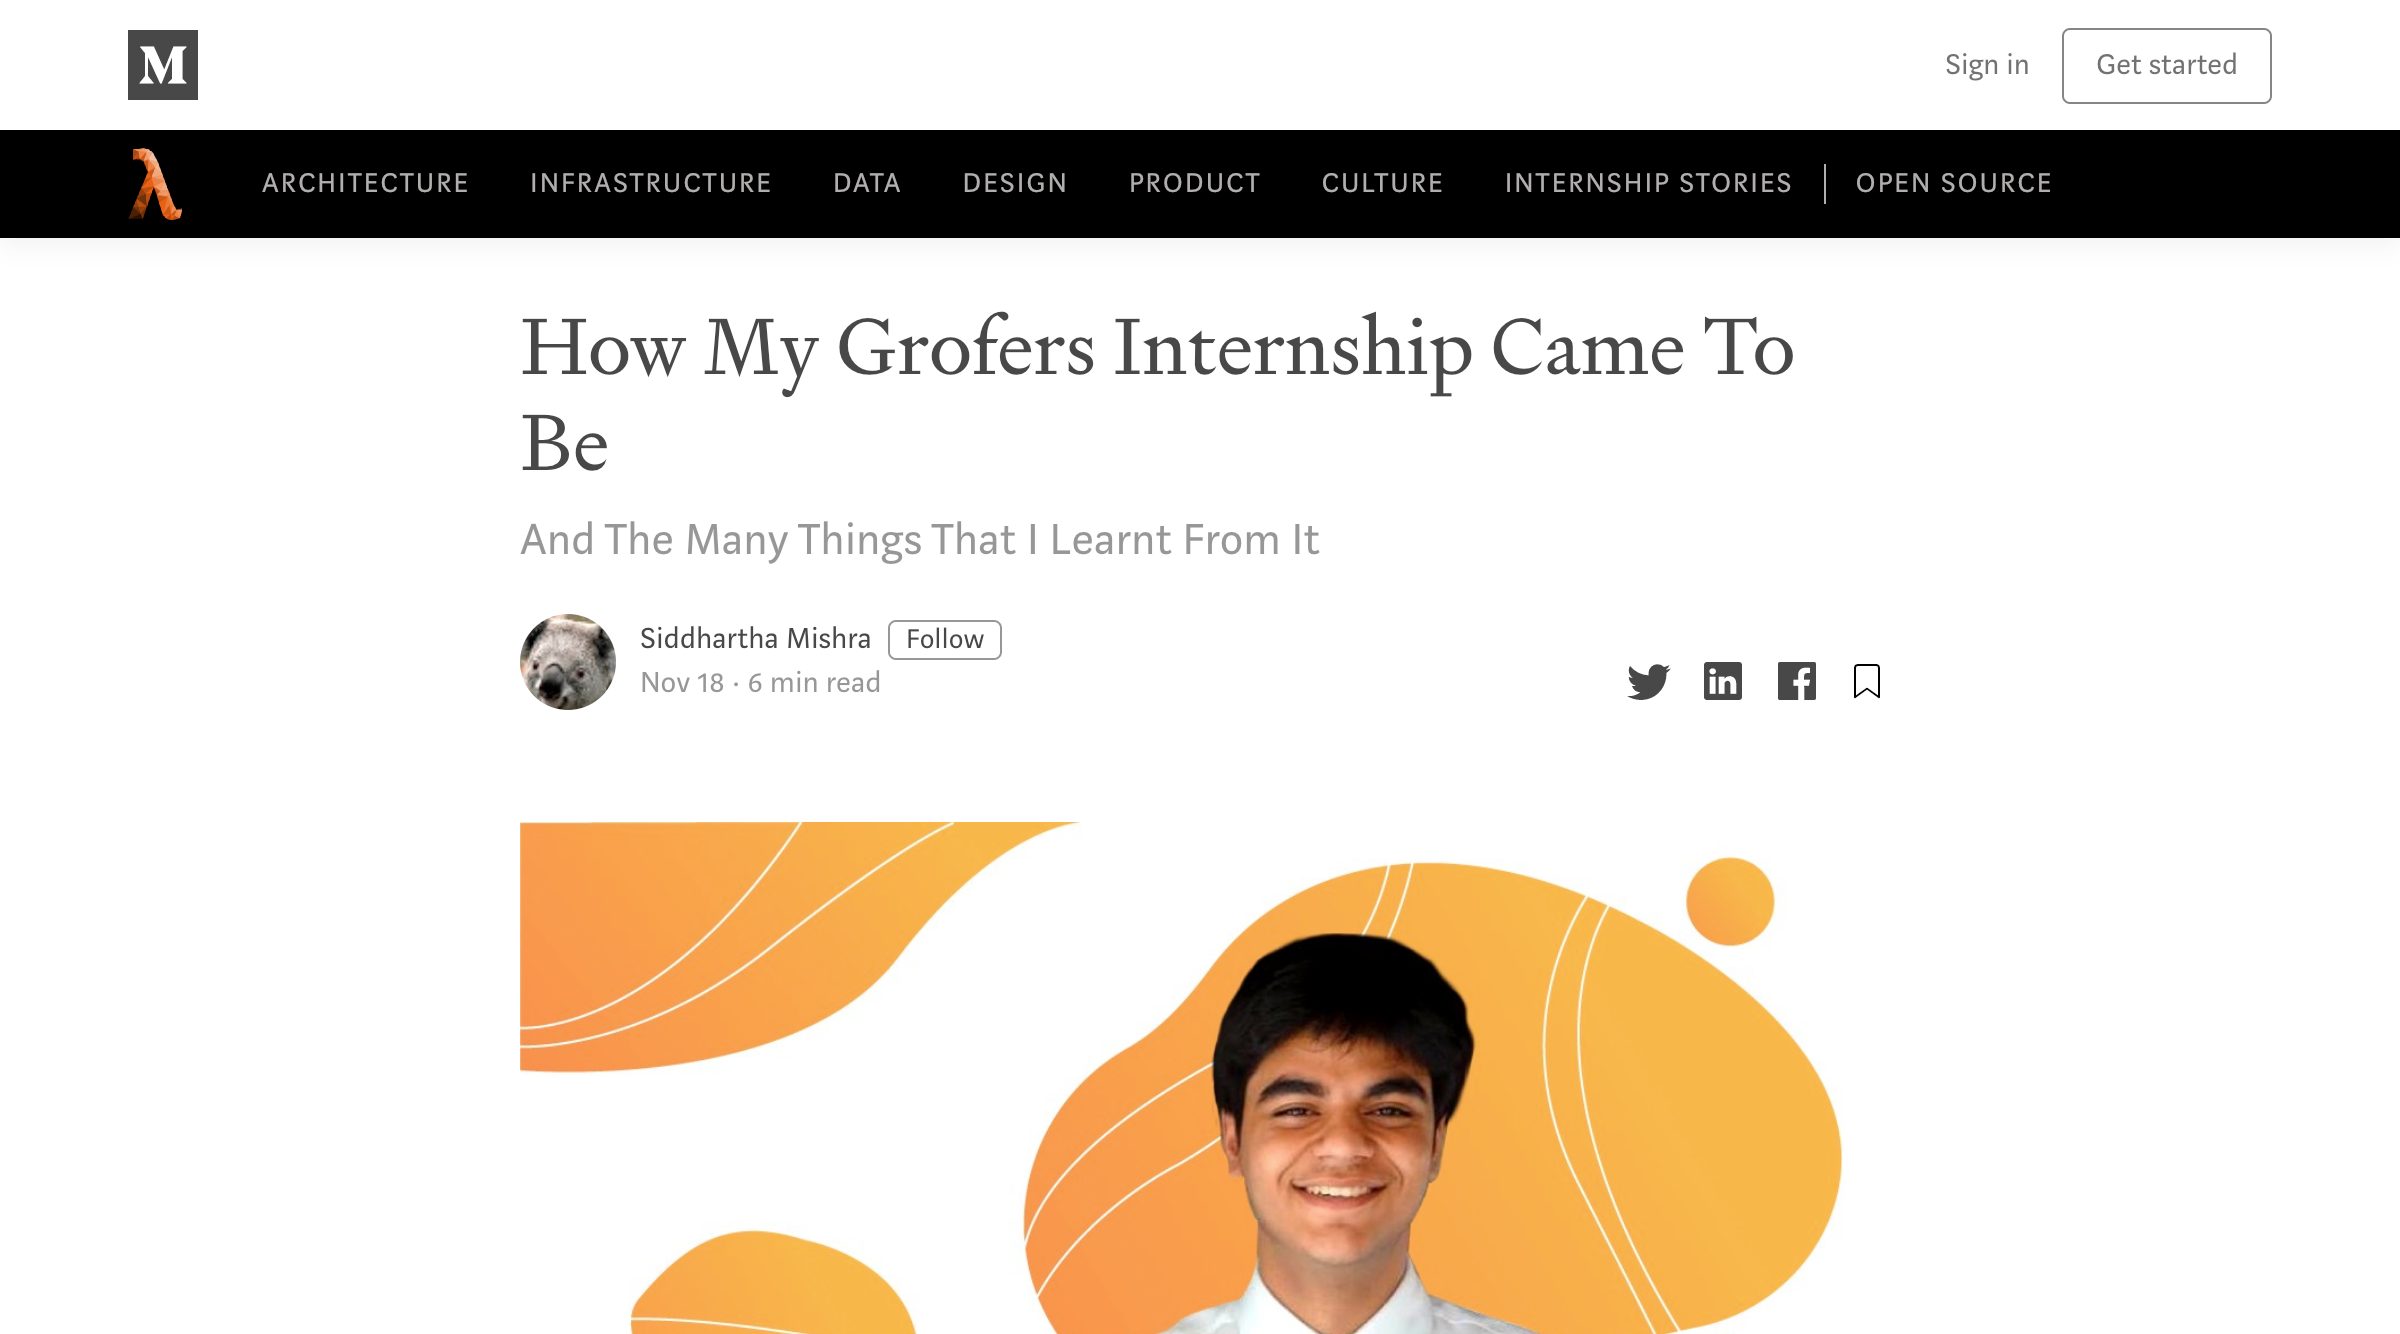 M
Sign in
Get started
λ
ARCHITECTURE
INFRASTRUCTURE
DATA
DESIGN
PRODUCT
CULTURE
INTERNSHIP STORIES
OPEN SOURCE
How My Grofers Internship Came To
Be
And The Many Things That I Learnt From It
Siddhartha Mishra
Follow
Nov 18 · 6 min read
in